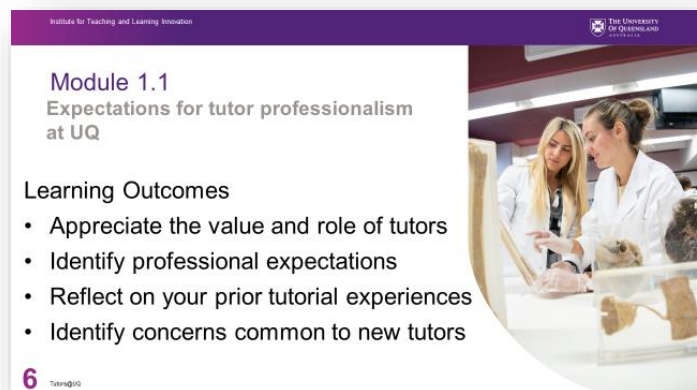 Institute for Teaching and Learning Innovation
THE UNIVERSITY
OF QUEENSLAND
AUSTRALIA
Module 1.1
Expectations for tutor professionalism
at UQ
Learning Outcomes
• Appreciate the value and role of tutors
• Identify professional expectations
• Reflect on your prior tutorial experiences
• Identify concerns common to new tutors
6
Tutors@UQ